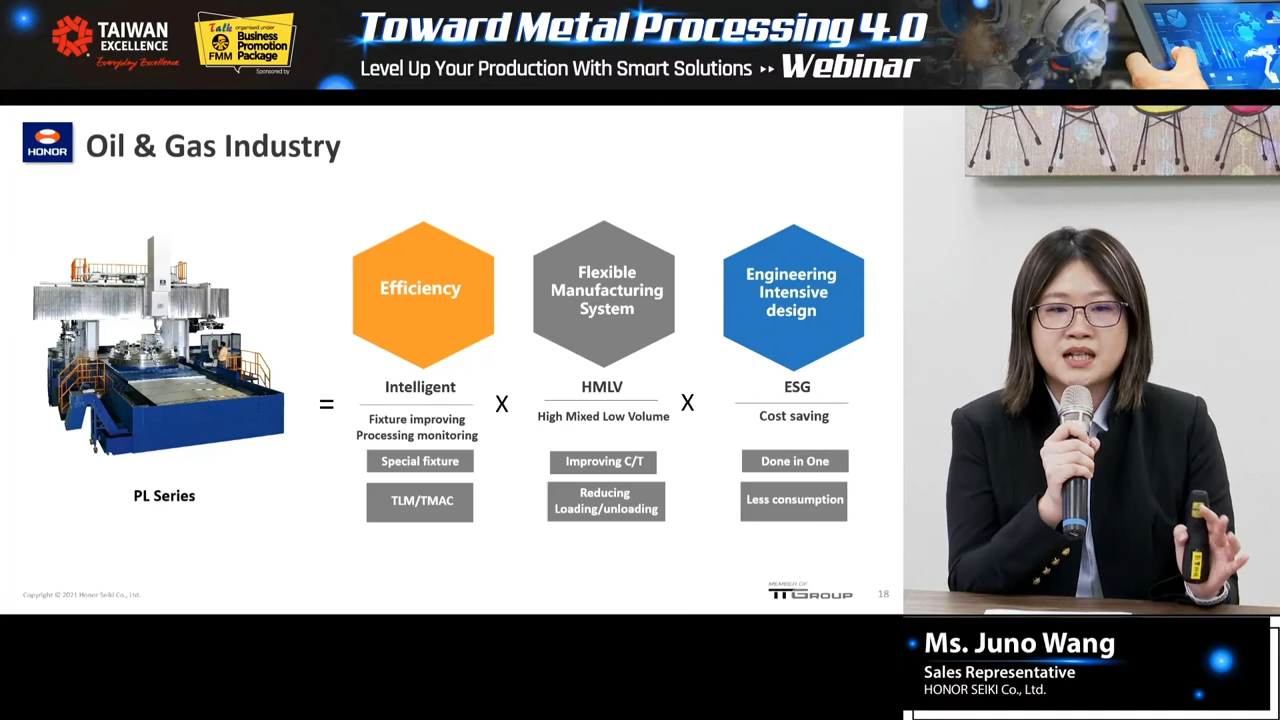 TAIWAN
EXCELLENCE
Everyday Excellence
Talk organised under
FMM
Business
Promotion
Package
Sponsored by
Toward Metal Processing 4.0
Level Up Your Production With Smart Solutions
Webinar
HONOR
Oil & Gas Industry
Efficiency
Flexible
Manufacturing
System
Engineering
Intensive
design
=
Intelligent
X
HMLV
X
ESG
Fixture improving
Processing monitoring
High Mixed Low Volume
Cost saving
Special fixture
Improving C/T
Done in One
TLM/TMAC
Reducing
Loading/unloading
Less consumption
PL Series
Copyright © 2021 Honor Seiki Co., Ltd.
MEMBER OF
TTGROUP
18
Ms. Juno Wang
Sales Representative
HONOR SEIKI Co., Ltd.